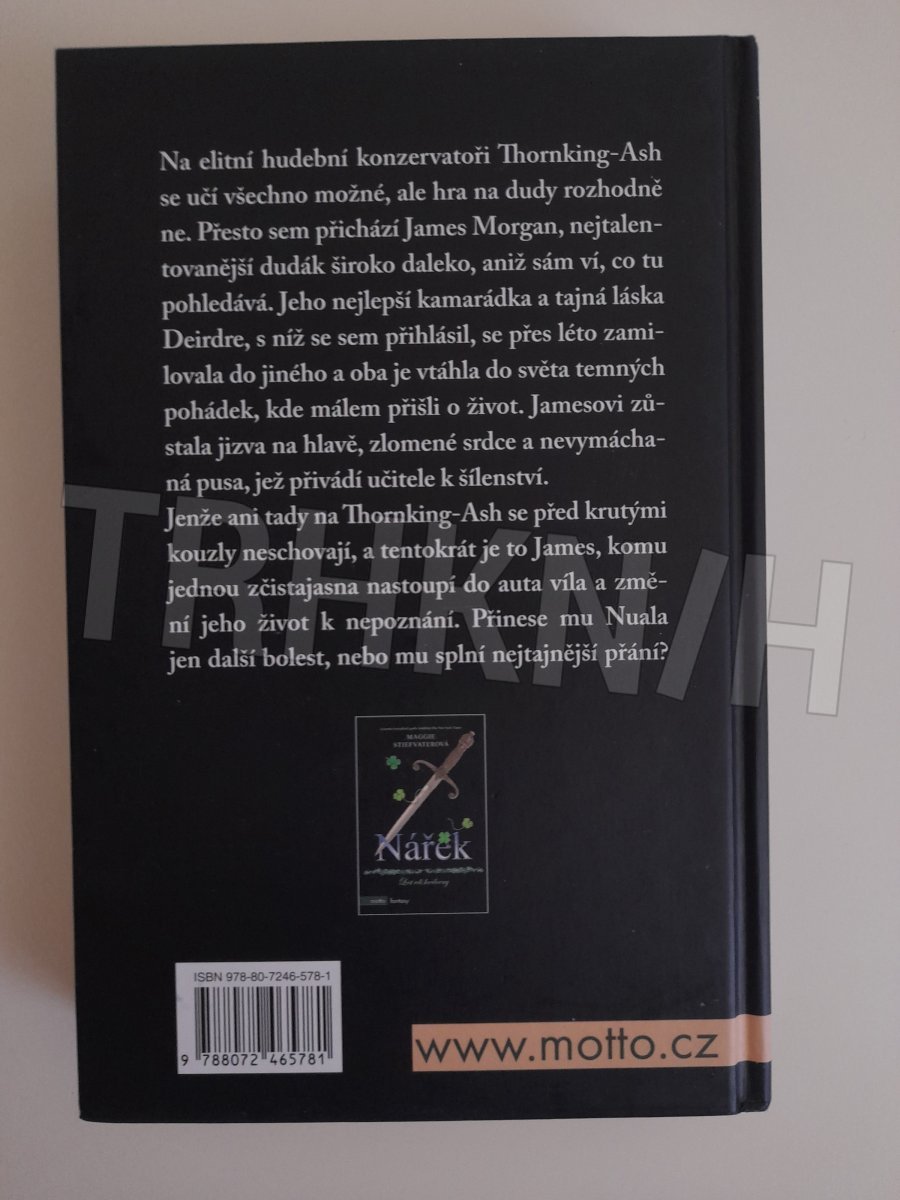 Na elitní hudební konzervatoři Thornking-Ash
se učí všechno možné, ale hra na dudy rozhodně
ne. Přesto sem přichází James Morgan, nejtalen-
tovanější dudák široko daleko, aniž sám ví, co tu
pohledává. Jeho nejlepší kamarádka a tajná láska
Deirdre, s níž se sem přihlásil, se přes léto zami-
lovala do jiného a oba je vtáhla do světa temných
pohádek, kde málem přišli o život. Jamesovi zů-
stala jizva na hlavě, zlomené srdce a nevymácha-
ná pusa, jež přivádí učitele k šílenství.
Jenže ani tady na Thornking-Ash se před krutými
kouzly neschovají, a tentokrát je to James, komu
jednou zčistajasna nastoupí do auta víla a změ-
ní jeho život k nepoznání. Přinese mu Nuala
jen další bolest, nebo mu splní nejtajnější přání?
TRHKNIH
MAGGIE
STIEFVATEROVÁ
Nářek
motto fantasy
ISBN 978-80-7246-578-1
9 788072 465781
www.motto.cz